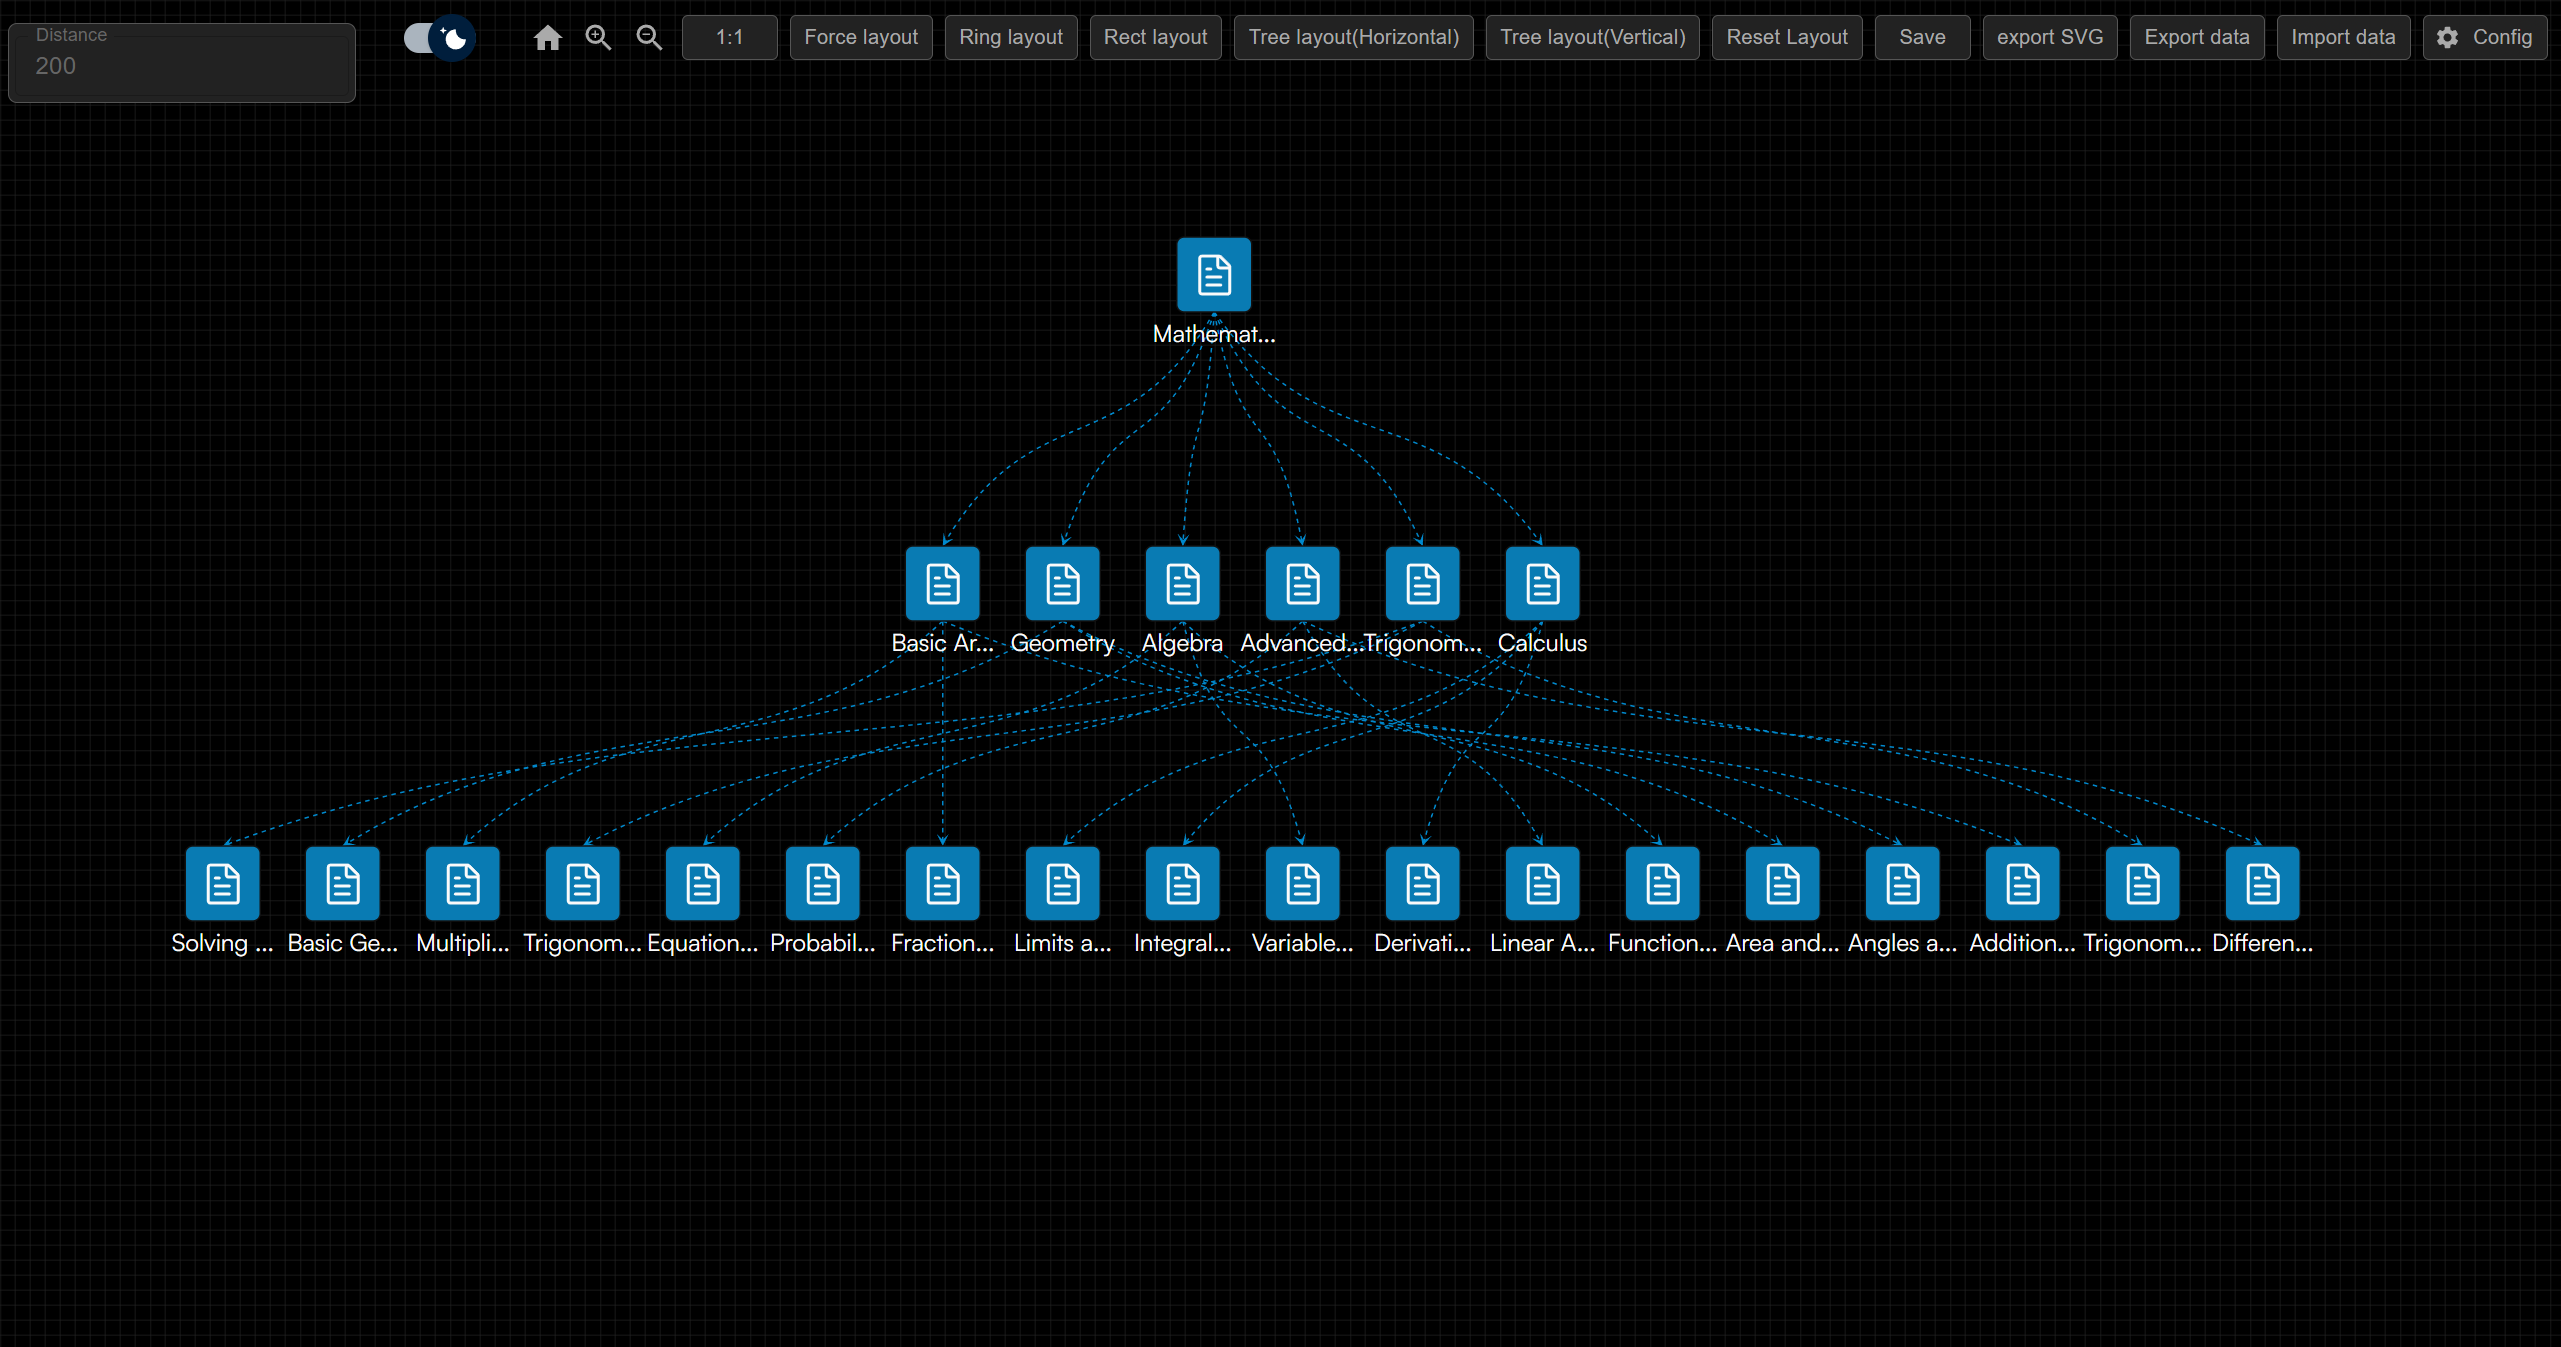 Distance
200
1:1
Force layout
Ring layout
Rect layout
Tree layout(Horizontal)
Tree layout(Vertical)
Reset Layout
Save
export SVG
Export data
Import data
Config
Mathemat...
Basic Ar...
Geometry
Algebra
Advanced...
Trigonom...
Calculus
Solving ...
Basic Ge...
Multipli...
Trigonom...
Equation...
Probabil...
Fraction...
Limits a...
Integral...
Variable...
Derivati...
Linear A...
Function...
Area and...
Angles a...
Addition...
Trigonom...
Differen...